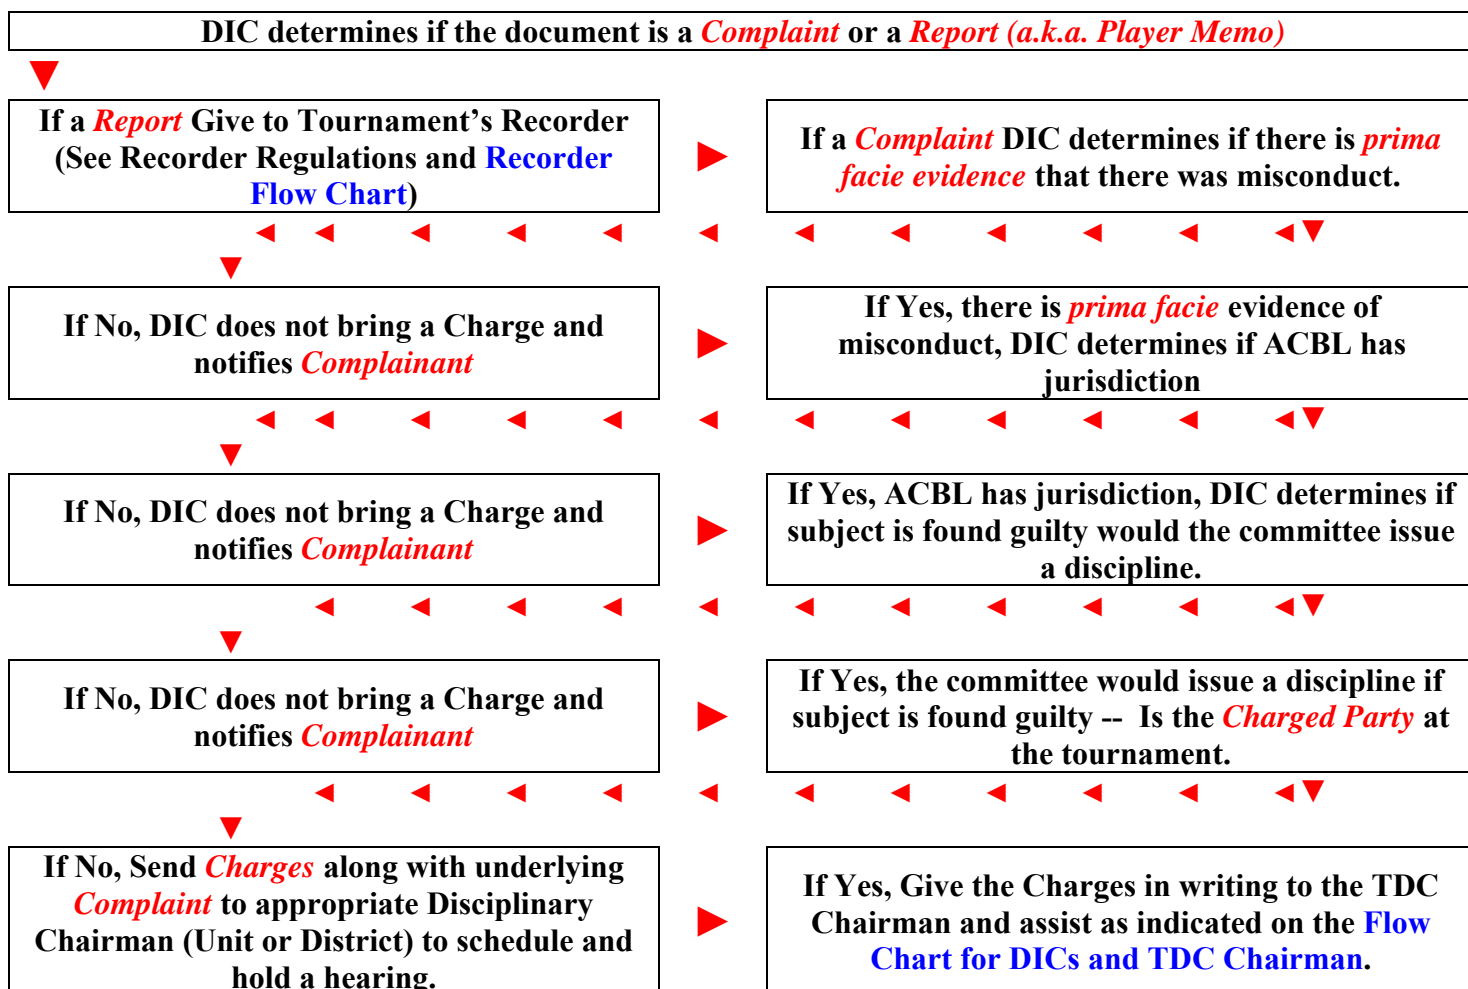 DIC determines if the document is a Complaint or a Report (a.k.a. Player Memo)
If a Report Give to Tournament’s Recorder
(See Recorder Regulations and Recorder
Flow Chart)
If a Complaint DIC determines if there is prima
facie evidence that there was misconduct.
If No, DIC does not bring a Charge and
notifies Complainant
If Yes, there is prima facie evidence of
misconduct, DIC determines if ACBL has
jurisdiction
If No, DIC does not bring a Charge and
notifies Complainant
If Yes, ACBL has jurisdiction, DIC determines if
subject is found guilty would the committee issue
a discipline.
If No, DIC does not bring a Charge and
notifies Complainant
If Yes, the committee would issue a discipline if
subject is found guilty -- Is the Charged Party at
the tournament.
If No, Send Charges along with underlying
Complaint to appropriate Disciplinary
Chairman (Unit or District) to schedule and
hold a hearing.
If Yes, Give the Charges in writing to the TDC
Chairman and assist as indicated on the Flow
Chart for DICs and TDC Chairman.